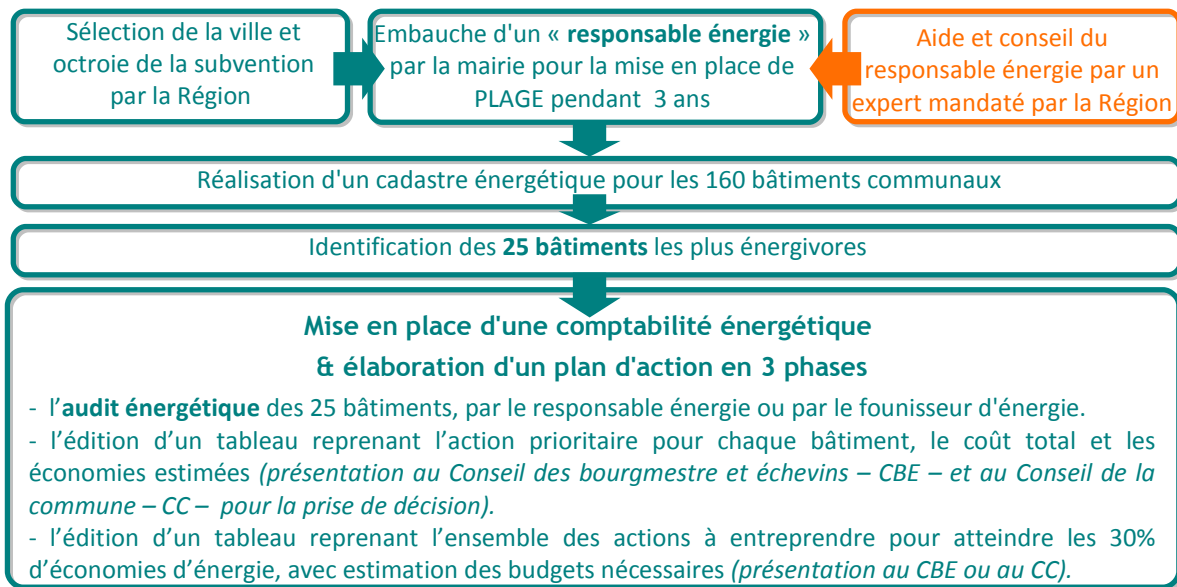 Sélection de la ville et
octroie de la subvention
par la Région
Embauche d'un « responsable énergie »
par la mairie pour la mise en place de
PLAGE pendant 3 ans
Aide et conseil du
responsable énergie par un
expert mandaté par la Région
Réalisation d'un cadastre énergétique pour les 160 bâtiments communaux
Identification des 25 bâtiments les plus énergivores
Mise en place d'une comptabilité énergétique
& élaboration d'un plan d'action en 3 phases
- l'audit énergétique des 25 bâtiments, par le responsable énergie ou par le founisseur d'énergie.
- l'édition d'un tableau reprenant l'action prioritaire pour chaque bâtiment, le coût total et les
économies estimées (présentation au Conseil des bourgmestre et échevins – CBE – et au Conseil de la
commune – CC – pour la prise de décision).
- l'édition d'un tableau reprenant l'ensemble des actions à entreprendre pour atteindre les 30%
d'économies d'énergie, avec estimation des budgets nécessaires (présentation au CBE ou au CC).